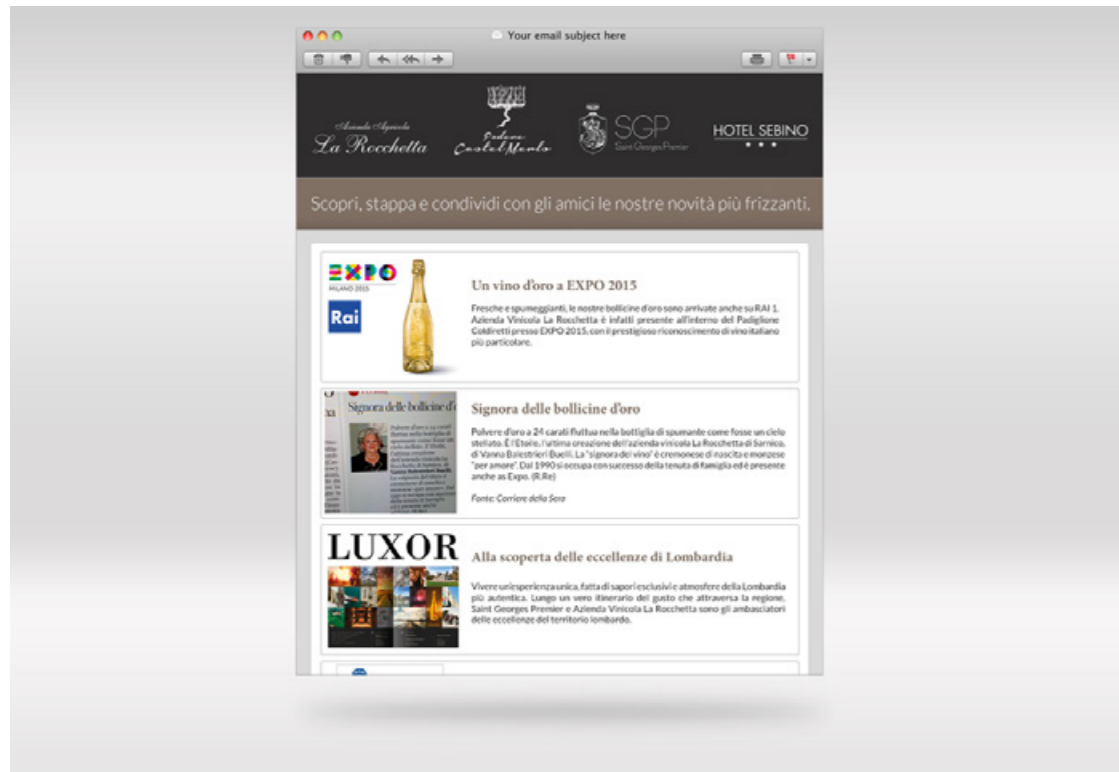 Your email subject here
Azienda Agricola
La Rocchetta
Podere
CastelMerlo
SGP
Saint Georges Premier
HOTEL SEBINO
Scopri, stappa e condividi con gli amici le nostre novità più frizzanti.
EXPO
MILANO 2015
Rai
Un vino d'oro a EXPO 2015
Fresche e spumeggianti, le nostre bollicine d'oro sono arrivate anche su RAI 1.
Azienda Vinicola La Rocchetta è infatti presente all'interno del Padiglione
Coldiretti presso EXPO 2015, con il prestigioso riconoscimento di vino italiano
più particolare.
Signora delle bollicine d'o
Signora delle bollicine d'oro
Polvere d'oro a 24 carati fluttua nella bottiglia di spumante come fosse un cielo
stellato. È l'Etoile, l'ultima creazione dell'azienda vinicola La Rocchetta di Sarnico,
di Vanna Balestrieri Buelli. La "signora del vino" è cremonese di nascita e monzese
"per amore". Dal 1990 si occupa con successo della tenuta di famiglia ed è presente
anche as Expo. (R.Re)
Fonte: Corriere della Sera
LUXOR
Alla scoperta delle eccellenze di Lombardia
Vivere un'esperienza unica, fatta di sapori esclusivi e atmosfere della Lombardia
più autentica. Lungo un vero itinerario del gusto che attraversa la regione,
Saint Georges Premier e Azienda Vinicola La Rocchetta sono gli ambasciatori
delle eccellenze del territorio lombardo.